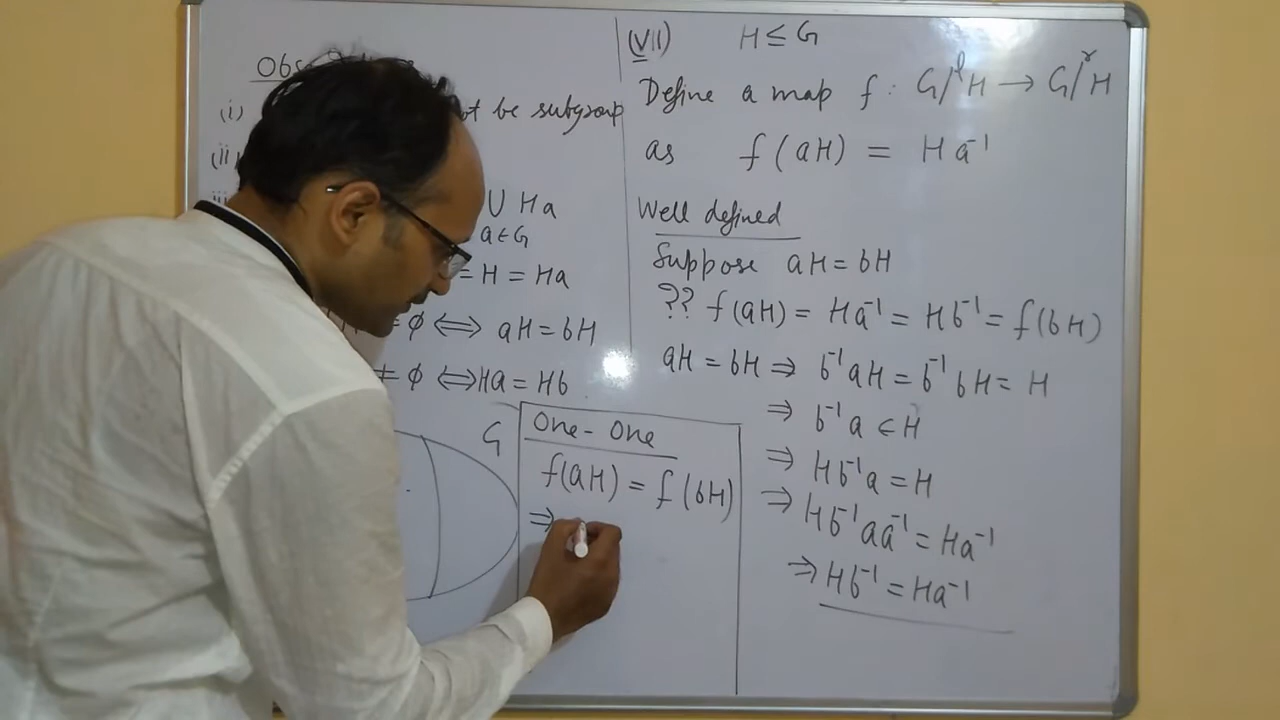 (i) be subgroup
(ii)
∪ Ha
a∈G
= H = Ha
= φ ⟺ aH = bH
≠ φ ⟺ Ha = Hb
G
(VII) H ≤ G
Define a map f : G/ˡH → G/ʳH
as f(aH) = Ha⁻¹
Well defined
Suppose aH = bH
?? f(aH) = Ha⁻¹ = Hb⁻¹ = f(bH)
aH = bH ⇒ b⁻¹aH = b⁻¹bH = H
⇒ b⁻¹a ∈ H
⇒ Hb⁻¹a = H
⇒ Hb⁻¹aa⁻¹ = Ha⁻¹
⇒ Hb⁻¹ = Ha⁻¹
One-One
f(aH) = f(bH)
⇒